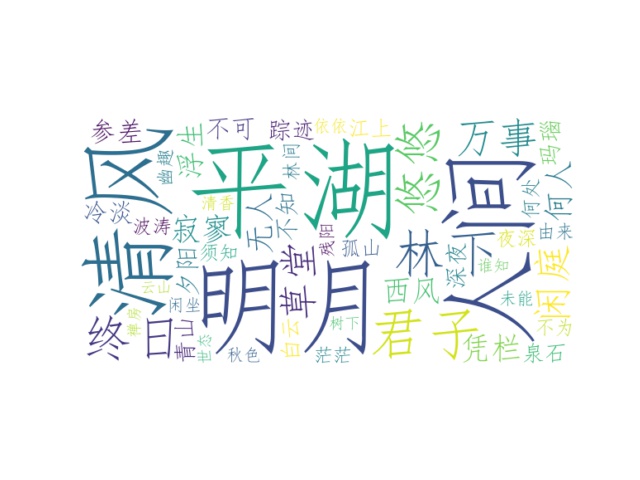 参差
浮生
不可
踪迹
依依
江上
万事
玛瑙
清风
幽趣
平湖
林间
悠悠
人间
何人
何处
清香
冷淡
波涛
寂寥
无人
不知
残阳
孤山
林下
深夜
夜深
由来
须知
谁知
夕阳
草堂
闲庭
云山
闲坐
明月
西风
未能
终日
青山
禅房
世态
秋色
白云
树下
茫茫
君子
凭栏
泉石
不为